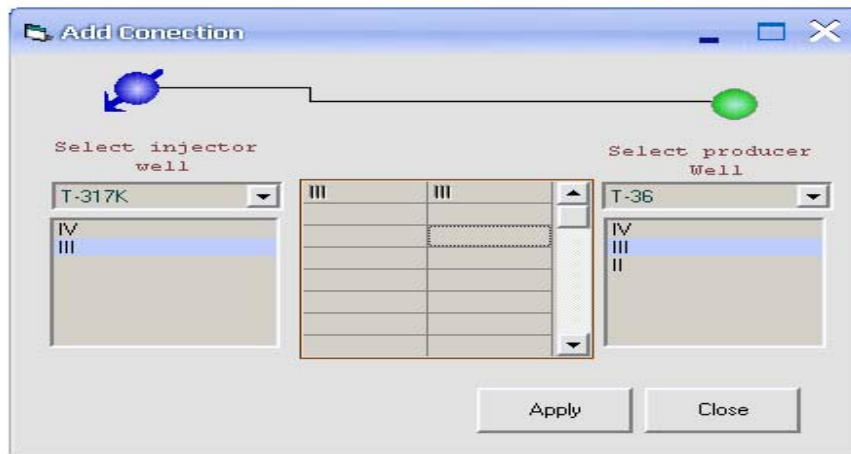 Add Conection
Select injector
well
Select producer
Well
T-317K
III III
T-36
IV
III
IV
III
II
Apply
Close